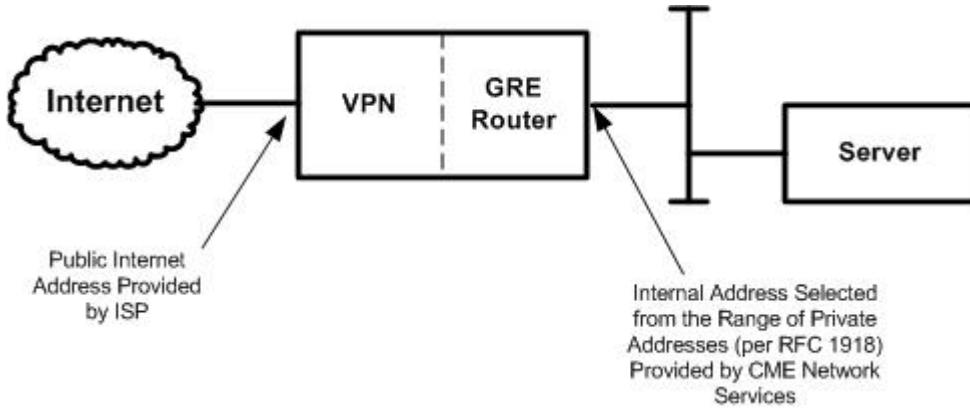 Internet
VPN
GRE
Router
Server
Public Internet
Address Provided
by ISP
Internal Address Selected
from the Range of Private
Addresses (per RFC 1918)
Provided by CME Network
Services